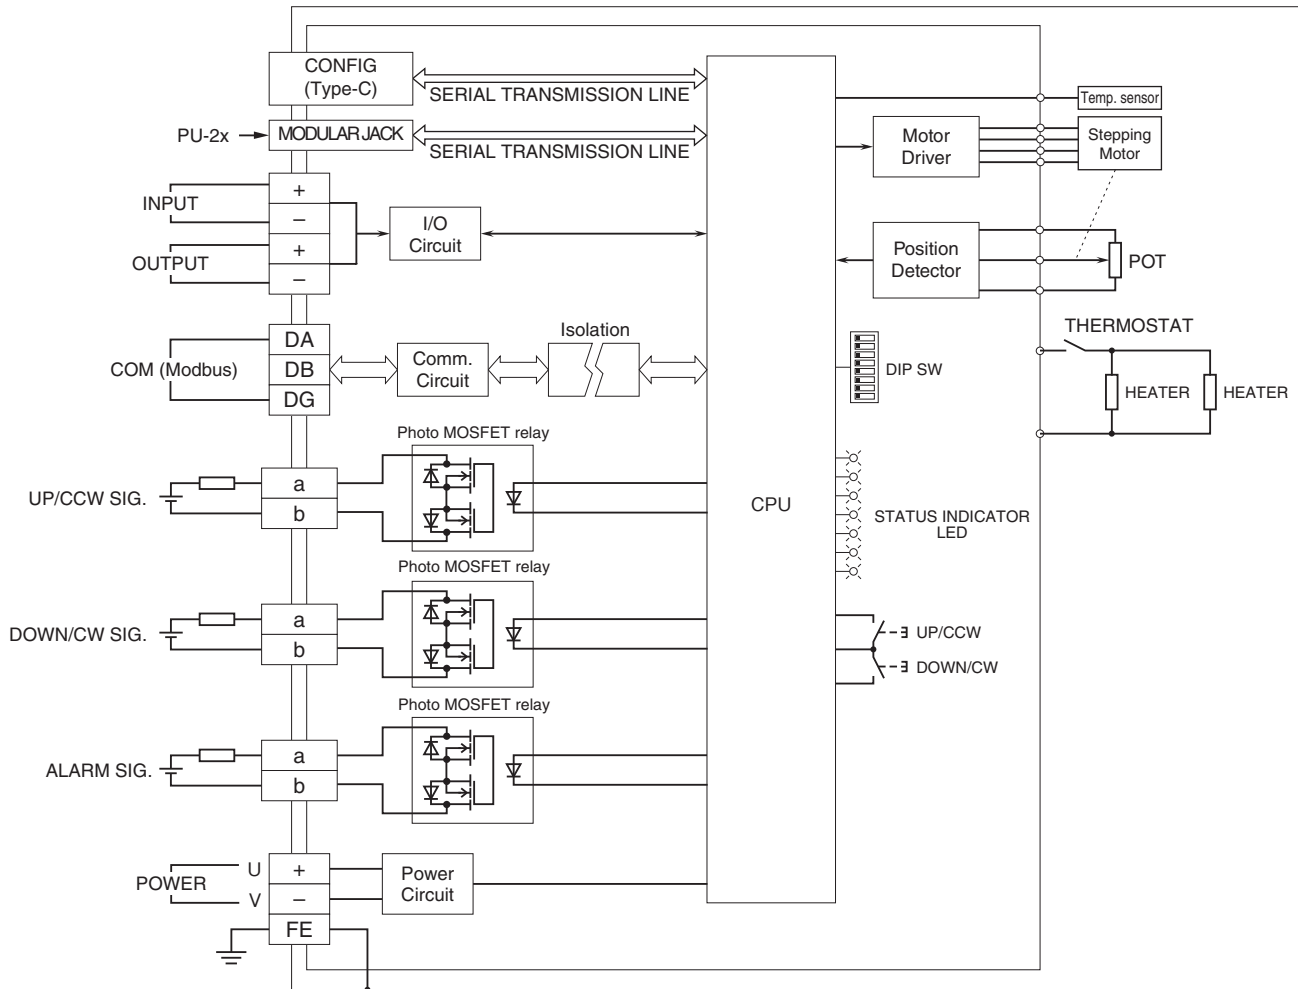 CONFIG
(Type-C)
SERIAL TRANSMISSION LINE
PU-2x
MODULAR JACK
SERIAL TRANSMISSION LINE
INPUT
+
−
OUTPUT
+
−
I/O
Circuit
COM (Modbus)
DA
DB
DG
Comm.
Circuit
Isolation
Photo MOSFET relay
UP/CCW SIG.
a
b
Photo MOSFET relay
DOWN/CW SIG.
a
b
Photo MOSFET relay
ALARM SIG.
a
b
POWER
U
V
+
−
FE
Power
Circuit
CPU
Temp. sensor
Motor
Driver
Stepping
Motor
Position
Detector
POT
THERMOSTAT
HEATER
HEATER
DIP SW
STATUS INDICATOR
LED
UP/CCW
DOWN/CW